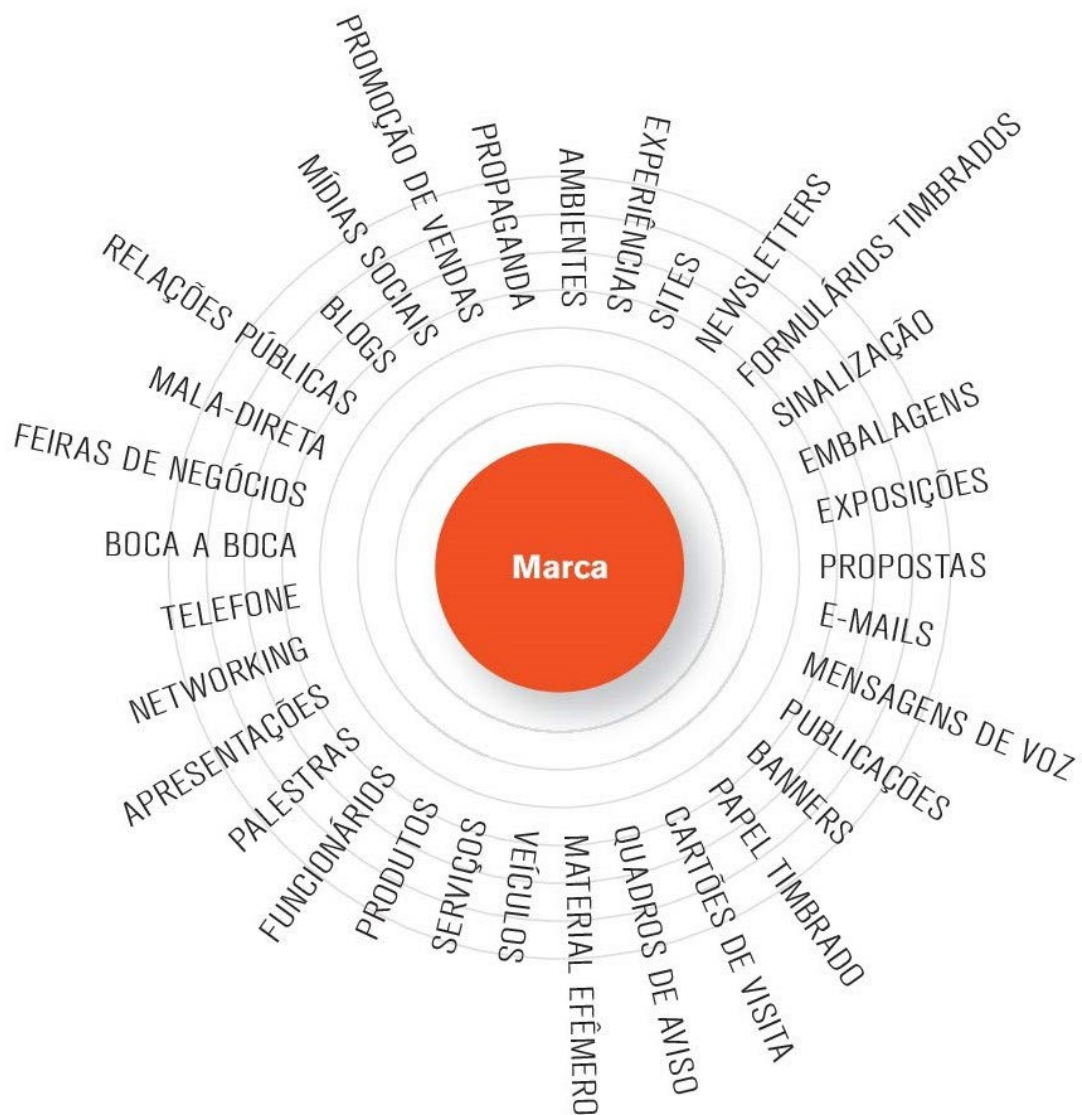 Marca
AMBIENTES
EXPERIÊNCIAS
SITES
NEWSLETTERS
FORMULÁRIOS TIMBRADOS
SINALIZAÇÃO
EMBALAGENS
EXPOSIÇÕES
PROPOSTAS
E-MAILS
MENSAGENS DE VOZ
PUBLICAÇÕES
BANNERS
PAPEL TIMBRADO
CARTÕES DE VISITA
QUADROS DE AVISO
MATERIAL EFÊMERO
VEÍCULOS
SERVIÇOS
PRODUTOS
FUNCIONÁRIOS
PALESTRAS
APRESENTAÇÕES
NETWORKING
TELEFONE
BOCA A BOCA
FEIRAS DE NEGÓCIOS
MALA-DIRETA
RELAÇÕES PÚBLICAS
BLOGS
MÍDIAS SOCIAIS
PROMOÇÃO DE VENDAS
PROPAGANDA